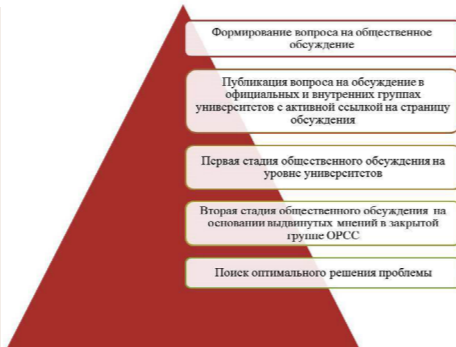 Формирование вопроса на общественное
обсуждение
Публикация вопроса на обсуждение в
официальных и внутренних группах
университетов с активной ссылкой на страницу
обсуждения
Первая стадия общественного обсуждения на
уровне университетов
Вторая стадия общественного обсуждения на
основании выдвинутых мнений в закрытой
группе ОРСС
Поиск оптимального решения проблемы